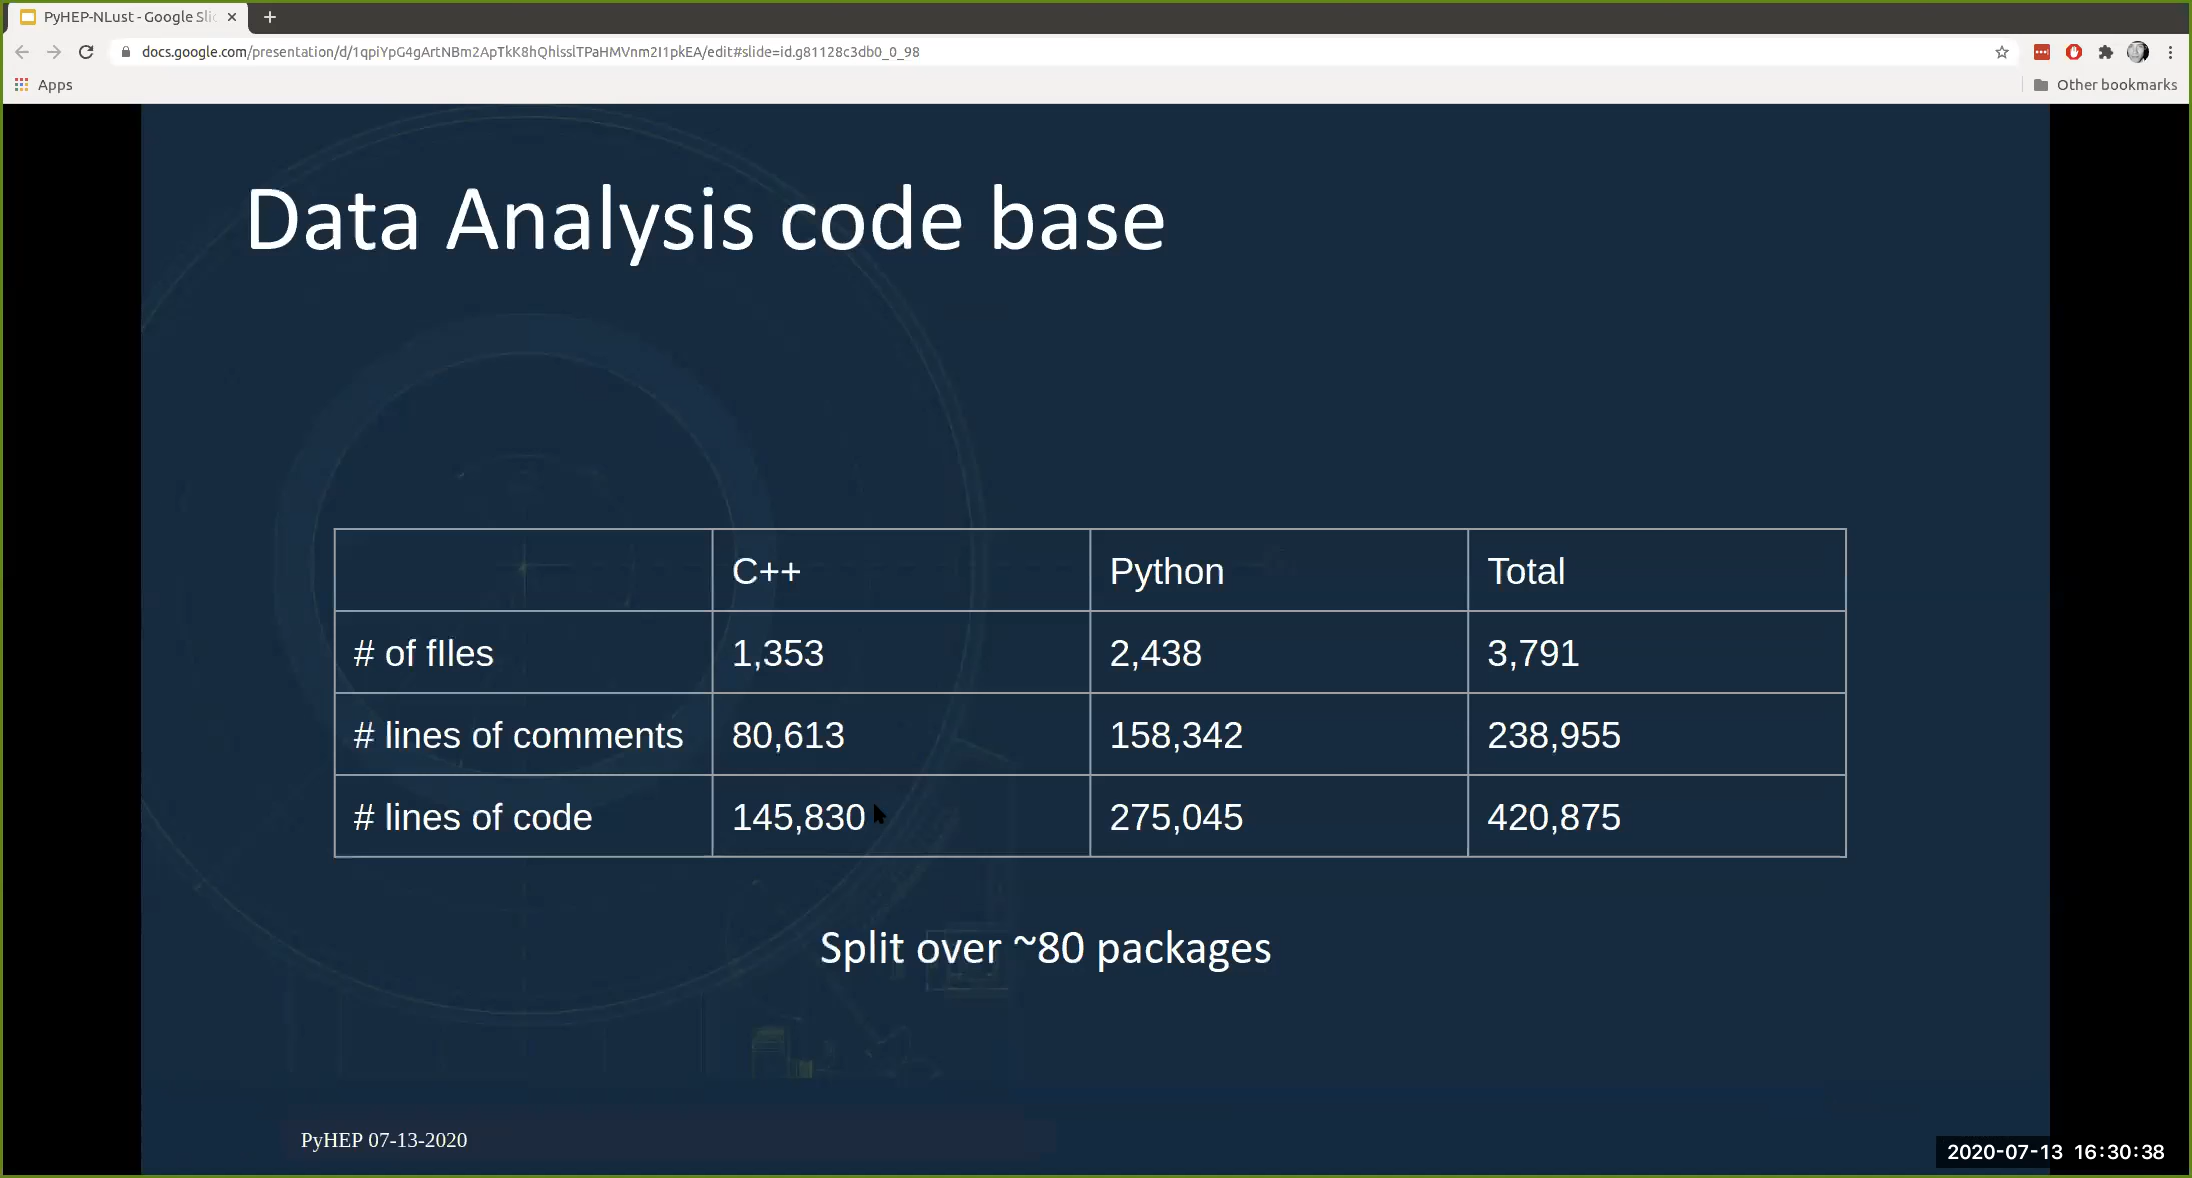 PyHEP-NLust - Google Slic
docs.google.com/presentation/d/1qpiYpG4gArtNBm2ApTkK8hQhlsslTPaHMVnm2I1pkEA/edit#slide=id.g81128c3db0_0_98
Apps
Other bookmarks
Data Analysis code base
C++ Python Total
# of fIles 1,353 2,438 3,791
# lines of comments 80,613 158,342 238,955
# lines of code 145,830 275,045 420,875
Split over ~80 packages
PyHEP 07-13-2020
2020-07-13 16:30:38